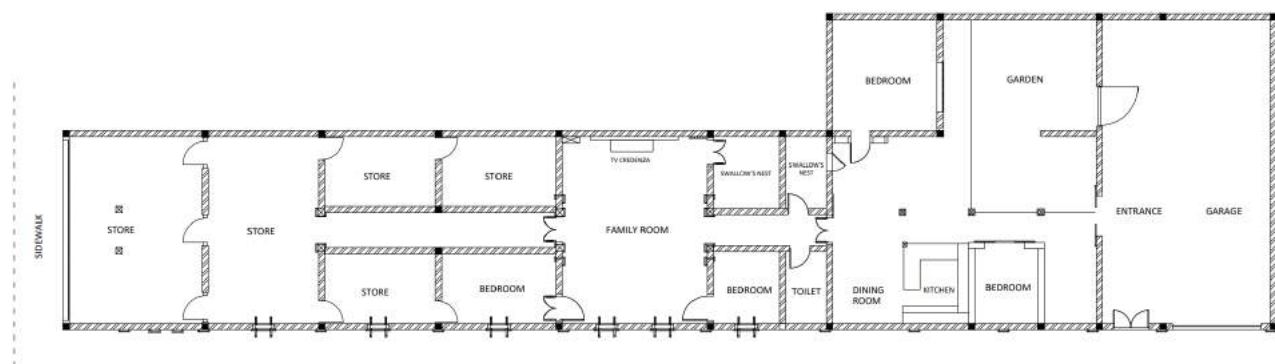 SIDEWALK
STORE
STORE
STORE
STORE
STORE
BEDROOM
TV CREDENZA
FAMILY ROOM
SWALLOW'S NEST
SWALLOW'S
NEST
BEDROOM
TOILET
BEDROOM
GARDEN
DINING
ROOM
KITCHEN
BEDROOM
ENTRANCE
GARAGE